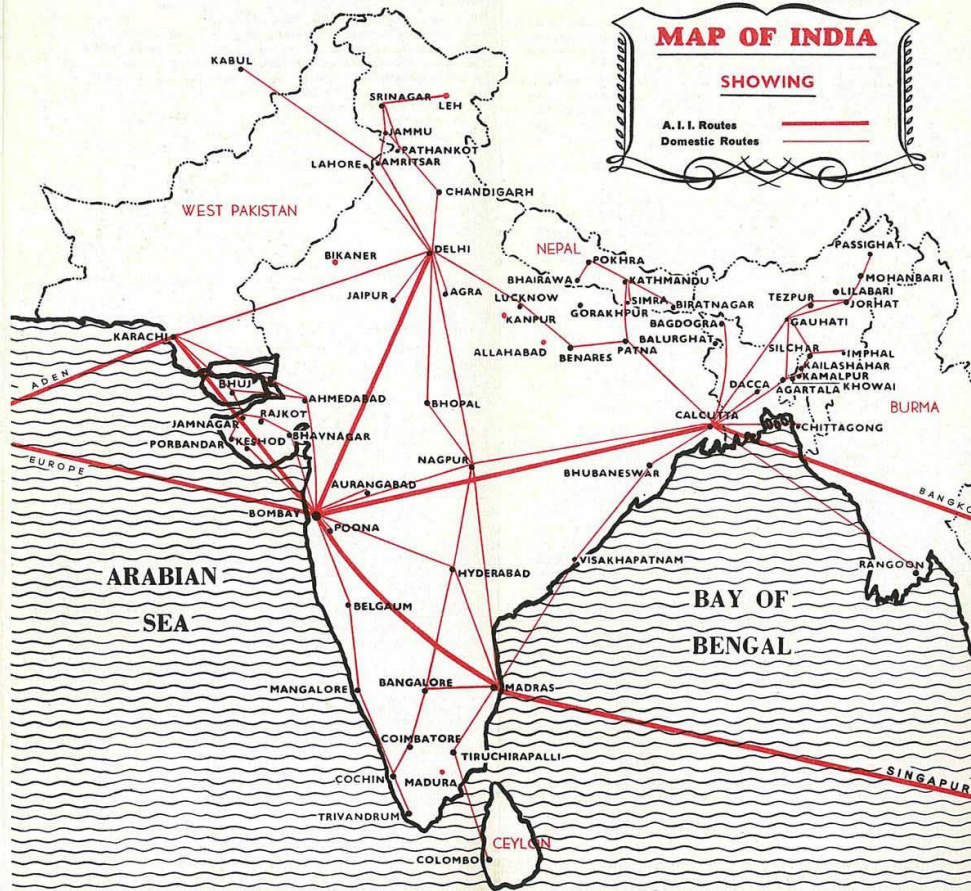 MAP OF INDIA
SHOWING
A. I. I. Routes
Domestic Routes
KABUL
SRINAGAR
LEH
JAMMU
PATHANKOT
LAHORE
AMRITSAR
CHANDIGARH
WEST PAKISTAN
DELHI
BIKANER
NEPAL
POKHRA
PASSIGHAT
BHAIRAWA
KATHMANDU
MOHANBARI
JAIPUR
AGRA
LUCKNOW
SIMRA
LILABARI
GORAKHPUR
BIRATNAGAR
TEZPUR
JORHAT
KANPUR
BAGDOGRA
GAUHATI
KARACHI
BALURGHAT
ALLAHABAD
BENARES
PATNA
SILCHAR
IMPHAL
KAILASHAHAR
ADEN
BHUJ
DACCA
KAMALPUR
AGARTALA
KHOWAI
AHMEDABAD
BHOPAL
BURMA
RAJKOT
CALCUTTA
JAMNAGAR
CHITTAGONG
PORBANDAR
KESHOD
BHAVNAGAR
EUROPE
NAGPUR
BHUBANESWAR
AURANGABAD
BANGKO
BOMBAY
POONA
VISAKHAPATNAM
RANGOON
HYDERABAD
ARABIAN
SEA
BAY OF
BENGAL
BELGAUM
MANGALORE
BANGALORE
MADRAS
COIMBATORE
TIRUCHIRAPALLI
COCHIN
MADURA
SINGAPUR
TRIVANDRUM
CEYLON
COLOMBO